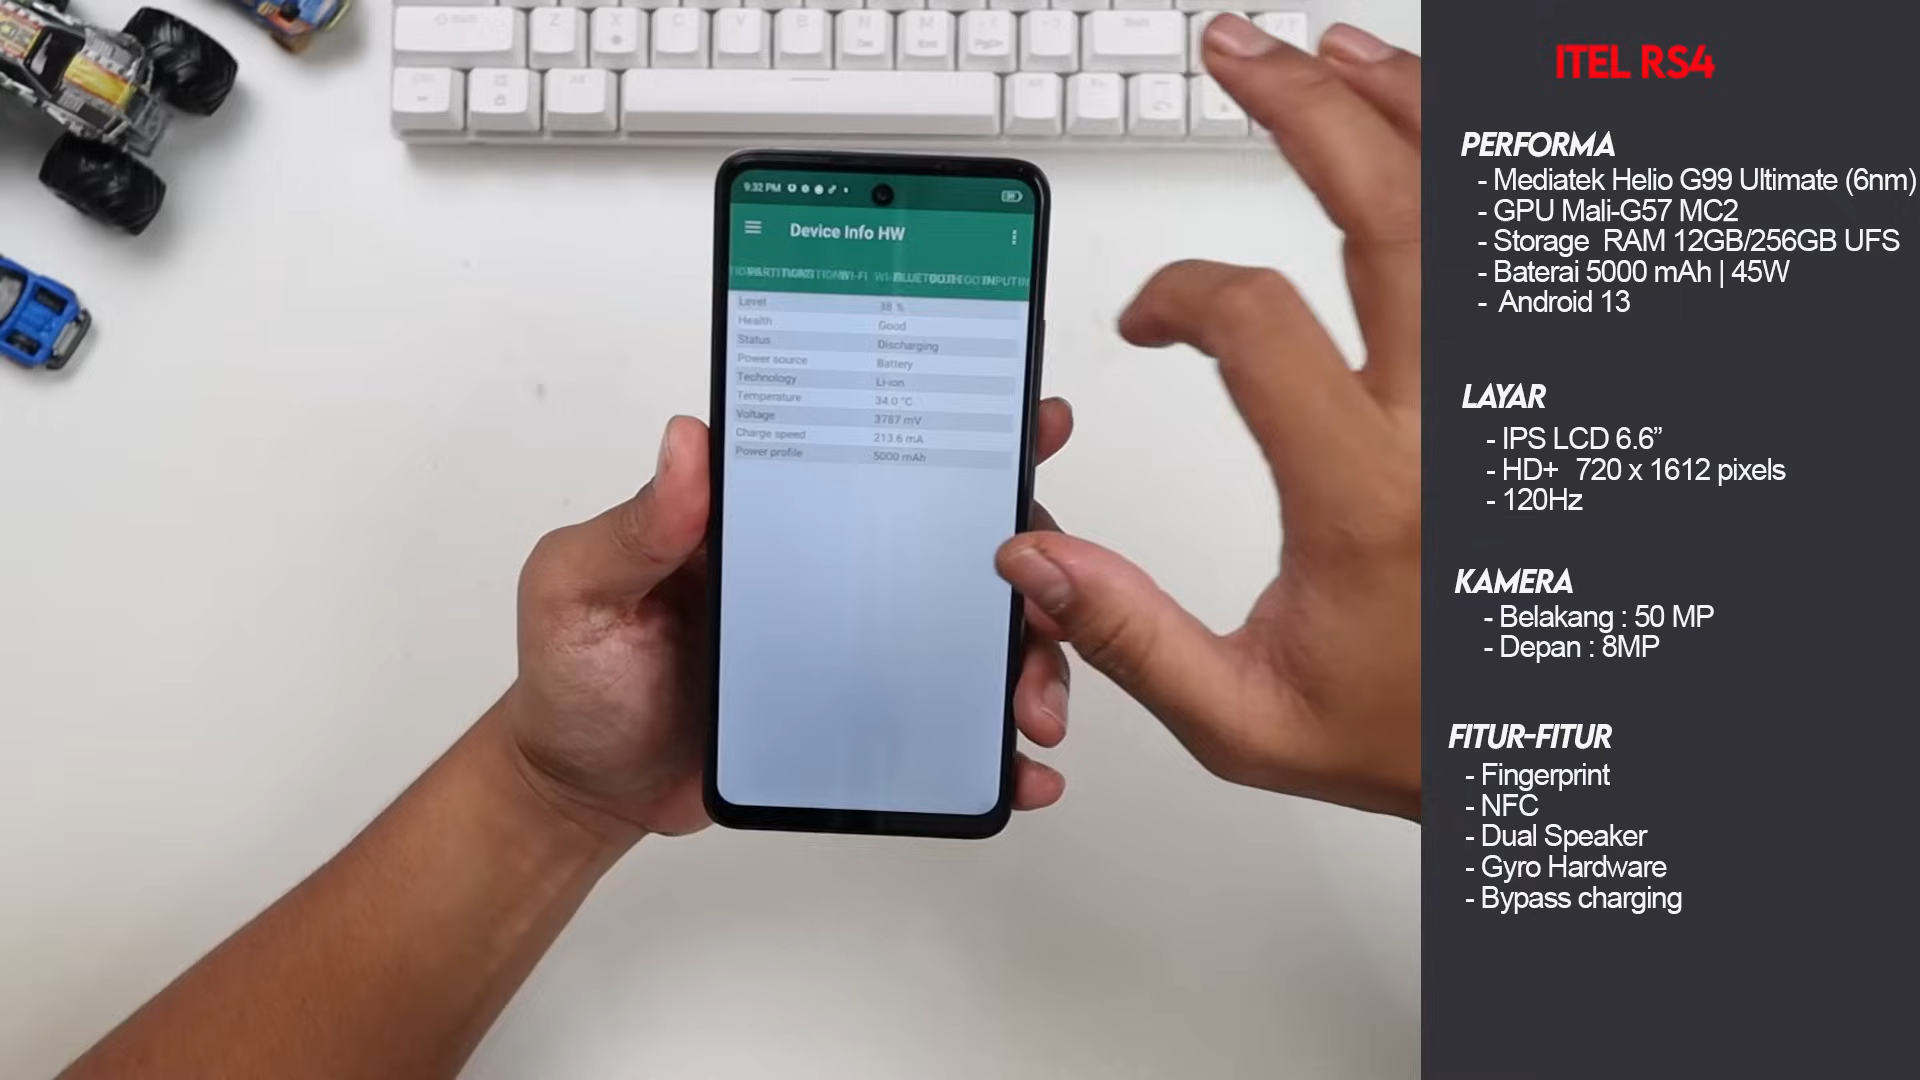 9:32 PM
Device Info HW
Level 38 %
Health Good
Status Discharging
Power source Battery
Technology Li-ion
Temperature 34.0 °C
Voltage 3787 mV
Charge speed 213.6 mA
Power profile 5000 mAh
ITEL RS4
PERFORMA
- Mediatek Helio G99 Ultimate (6nm)
- GPU Mali-G57 MC2
- Storage RAM 12GB/256GB UFS
- Baterai 5000 mAh | 45W
- Android 13
LAYAR
- IPS LCD 6.6”
- HD+ 720 x 1612 pixels
- 120Hz
KAMERA
- Belakang : 50 MP
- Depan : 8MP
FITUR-FITUR
- Fingerprint
- NFC
- Dual Speaker
- Gyro Hardware
- Bypass charging